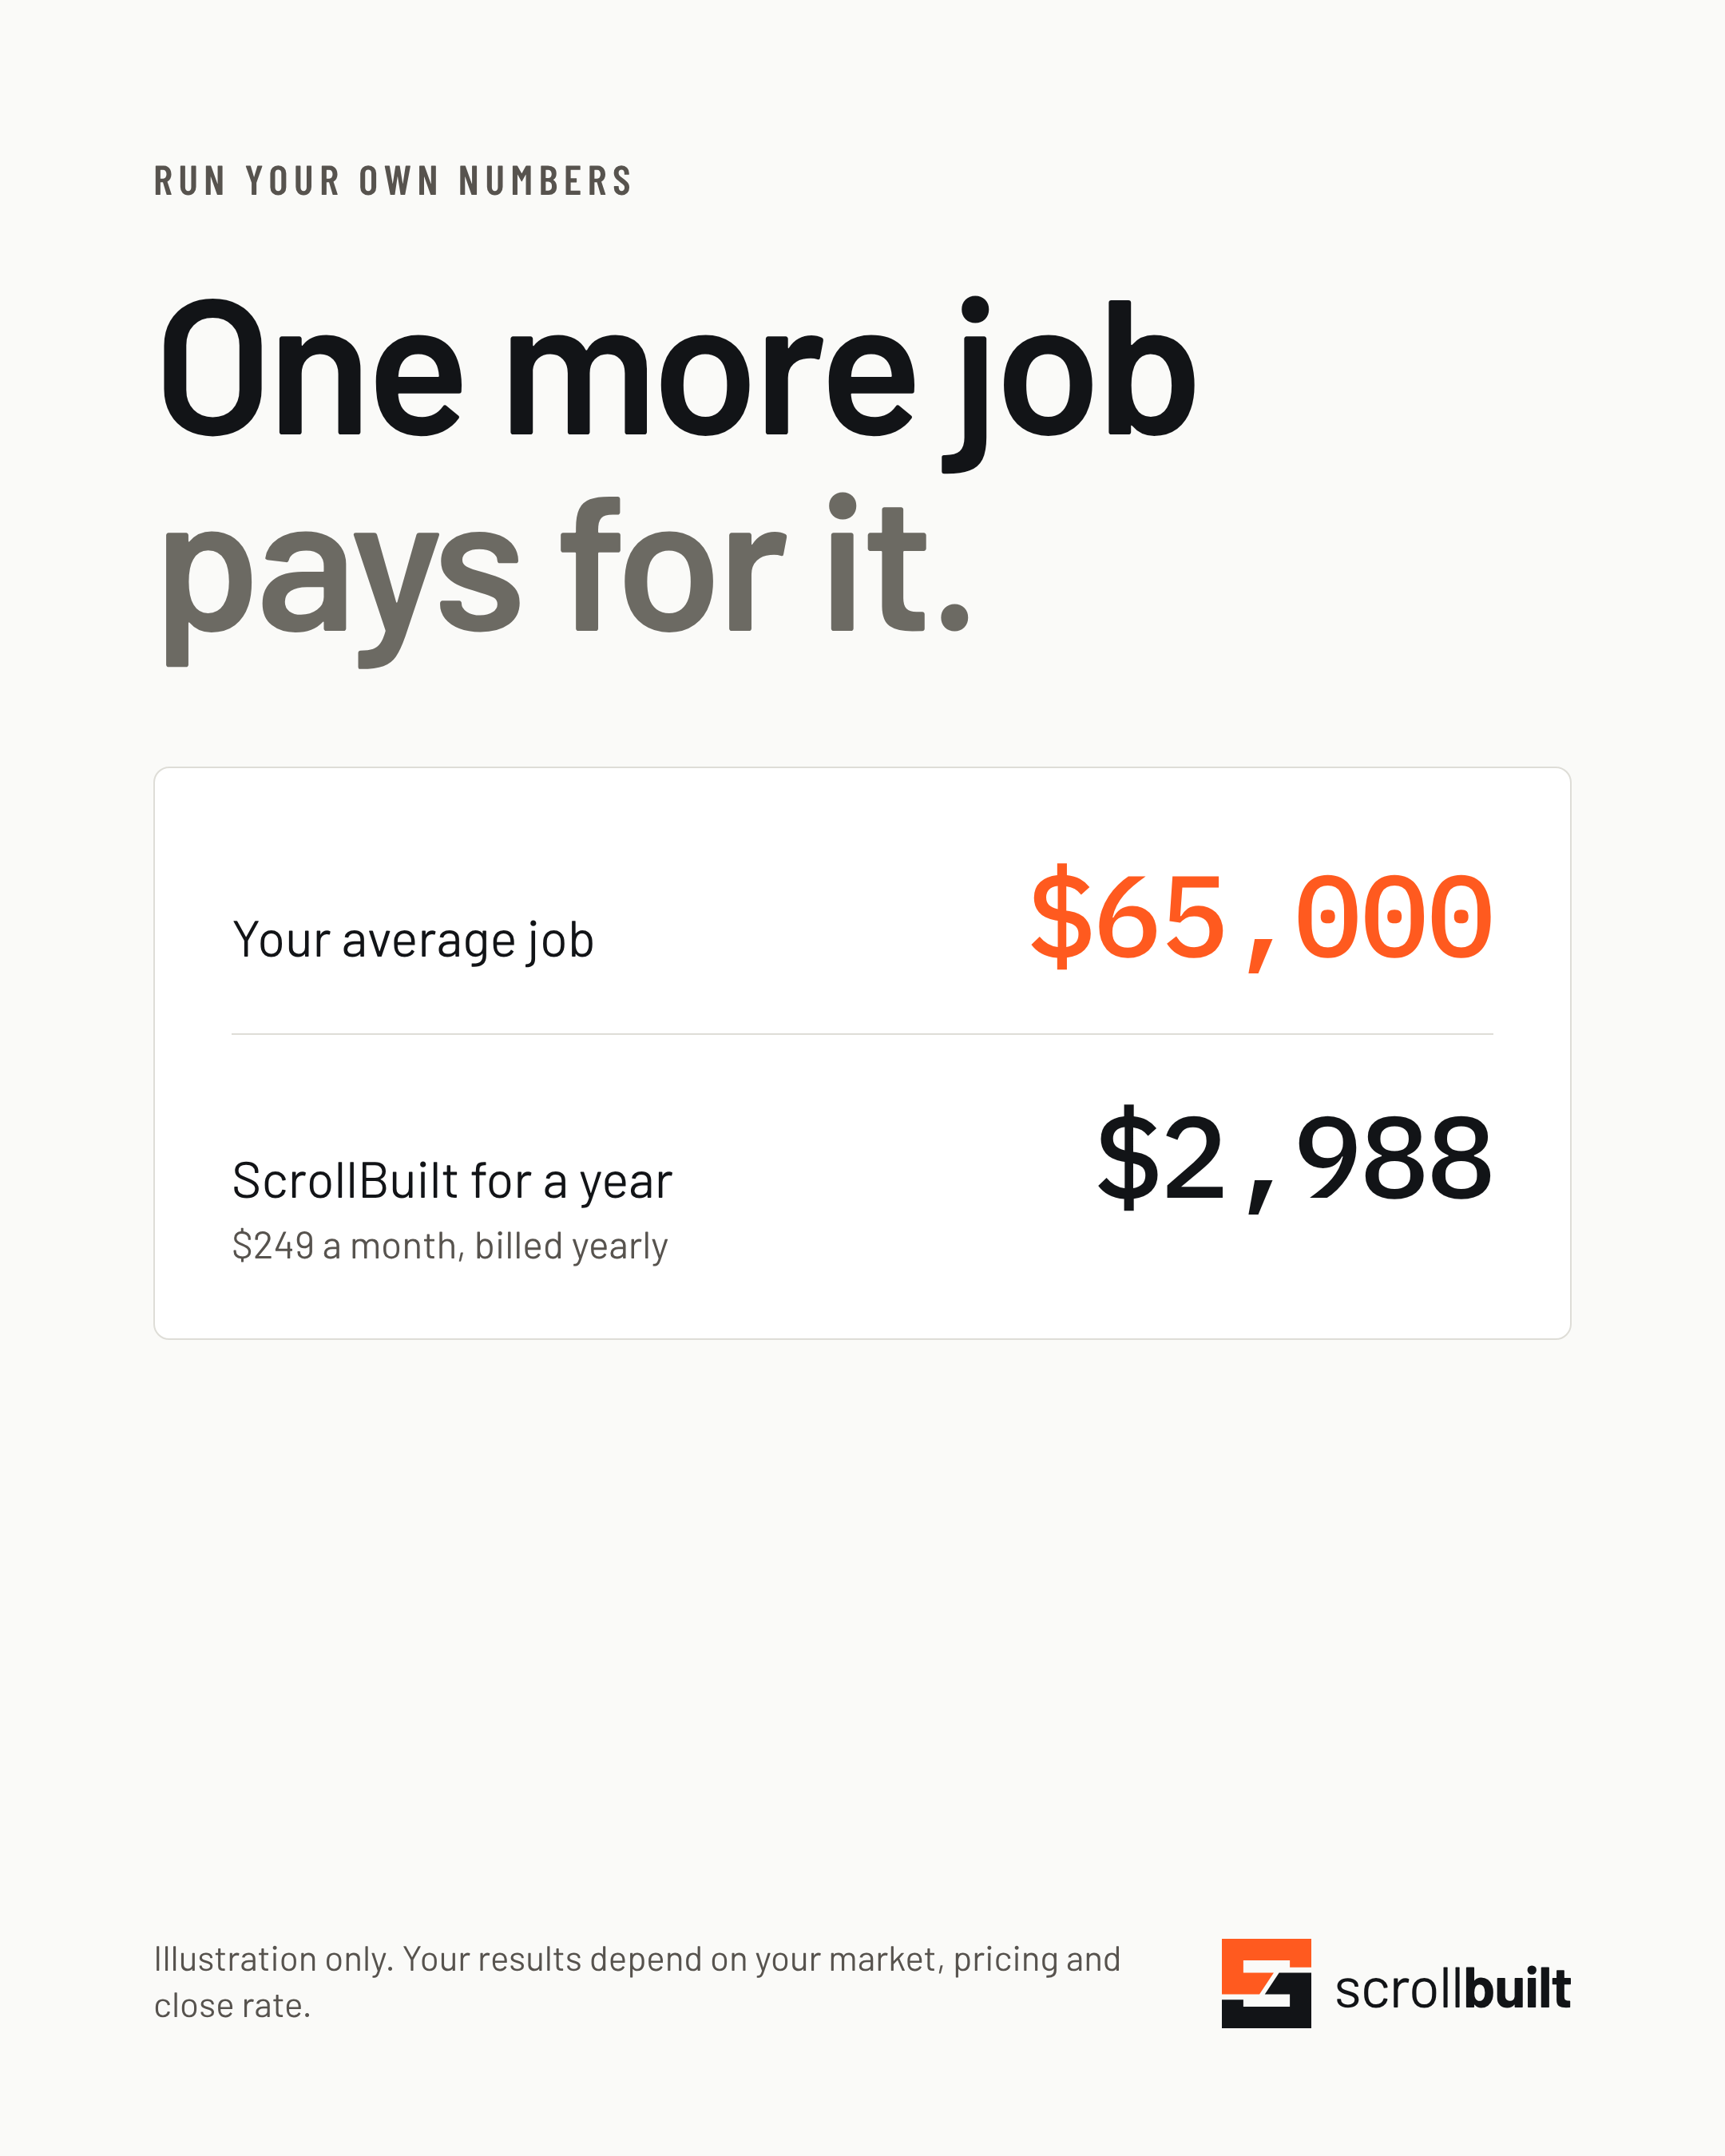 RUN YOUR OWN NUMBERS
One more job
pays for it.
Your average job
$65,000
ScrollBuilt for a year
$2,988
$249 a month, billed yearly
Illustration only. Your results depend on your market, pricing and
close rate.
scrollbuilt